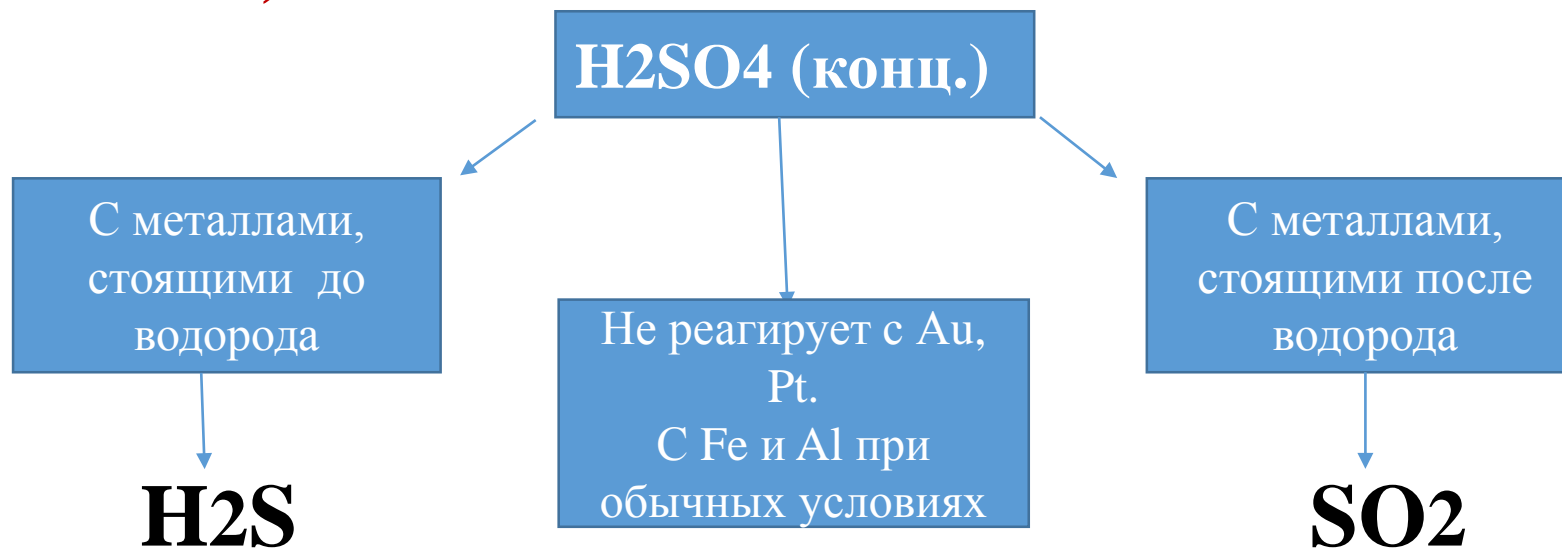 H2SO4 (конц.)
С металлами,
стоящими до
водорода
Не реагирует с Au,
Pt.
С Fe и Al при
обычных условиях
С металлами,
стоящими после
водорода
H2S
SO2